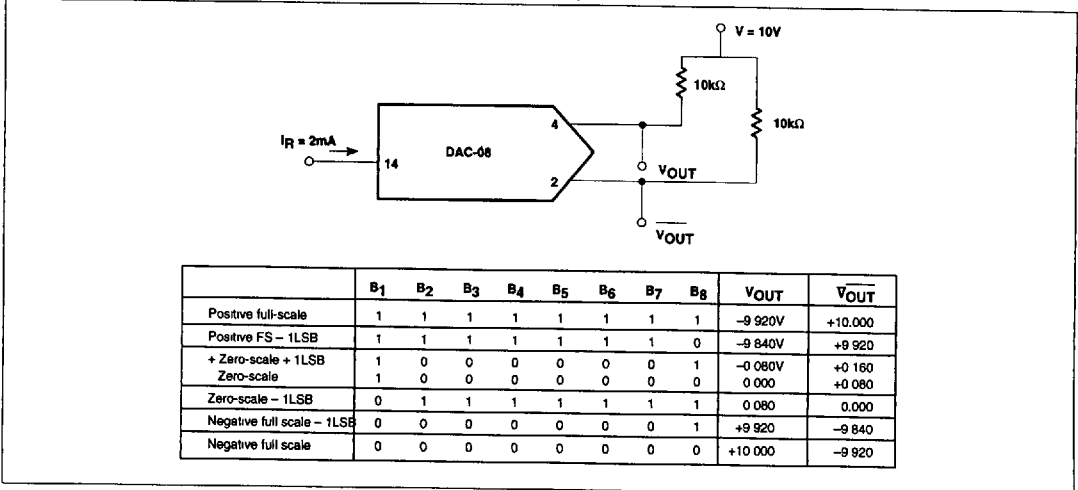 V = 10V
10kΩ
10kΩ
IR = 2mA
14
DAC-08
4
2
VOUT
V̅O̅U̅T̅
B1 B2 B3 B4 B5 B6 B7 B8 VOUT V̅O̅U̅T̅
Positive full-scale 1 1 1 1 1 1 1 1 –9 920V +10.000
Positive FS – 1LSB 1 1 1 1 1 1 1 0 –9 840V +9 920
+ Zero-scale + 1LSB 1 0 0 0 0 0 0 1 –0 080V +0 160
Zero-scale 1 0 0 0 0 0 0 0 0 000 +0 080
Zero-scale – 1LSB 0 1 1 1 1 1 1 1 0 080 0.000
Negative full scale – 1LSB 0 0 0 0 0 0 0 1 +9 920 –9 840
Negative full scale 0 0 0 0 0 0 0 0 +10 000 –9 920